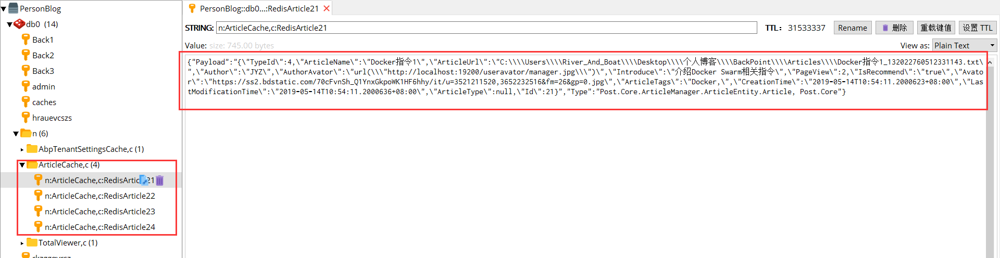 PersonBlog
db0 (14)
Back1
Back2
Back3
admin
caches
hrauevcszs
n (6)
AbpTenantSettingsCache,c (1)
ArticleCache,c (4)
n:ArticleCache,c:RedisArtic 21
n:ArticleCache,c:RedisArticle22
n:ArticleCache,c:RedisArticle23
n:ArticleCache,c:RedisArticle24
TotalViewer,c (1)
PersonBlog::db0...:RedisArticle21
STRING: n:ArticleCache,c:RedisArticle21 TTL: 31533337 Rename 删除 重载键值 设置 TTL
Value: size: 745.00 bytes View as: Plain Text
{"Payload":"{\"TypeId\":4,\"ArticleName\":\"Docker指令1\",\"ArticleUrl\":\"C:\\\\Users\\\\River_And_Boat\\\\Desktop\\\\个人博客\\\\BackPoint\\\\Articles\\\\Docker指令1_132022760512331143.txt\
",\"Author\":\"JYZ\",\"AuthorAvator\":\"url(\\\"http://localhost:19200/useravator/manager.jpg\\\")\",\"Introduce\":\"介绍Docker Swarm相关指令\",\"PageView\":2,\"IsRecommend\":\"true\",\"Avato
r\":\"https://ss2.bdstatic.com/70cFvnSh_Q1YnxGkpoWK1HF6hhy/it/u=3521211520,3652232516&fm=26&gp=0.jpg\",\"ArticleTags\":\"Docker,\",\"CreationTime\":\"2019-05-14T10:54:11.2000623+08:00\",\"Las
tModificationTime\":\"2019-05-14T10:54:11.2000636+08:00\",\"ArticleType\":null,\"Id\":21}","Type":"Post.Core.ArticleManager.ArticleEntity.Article, Post.Core"}